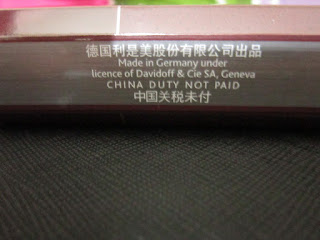 德国利是美股份有限公司出品
Made in Germany under
licence of Davidoff & Cie SA, Geneva
CHINA DUTY NOT PAID
中国关税未付